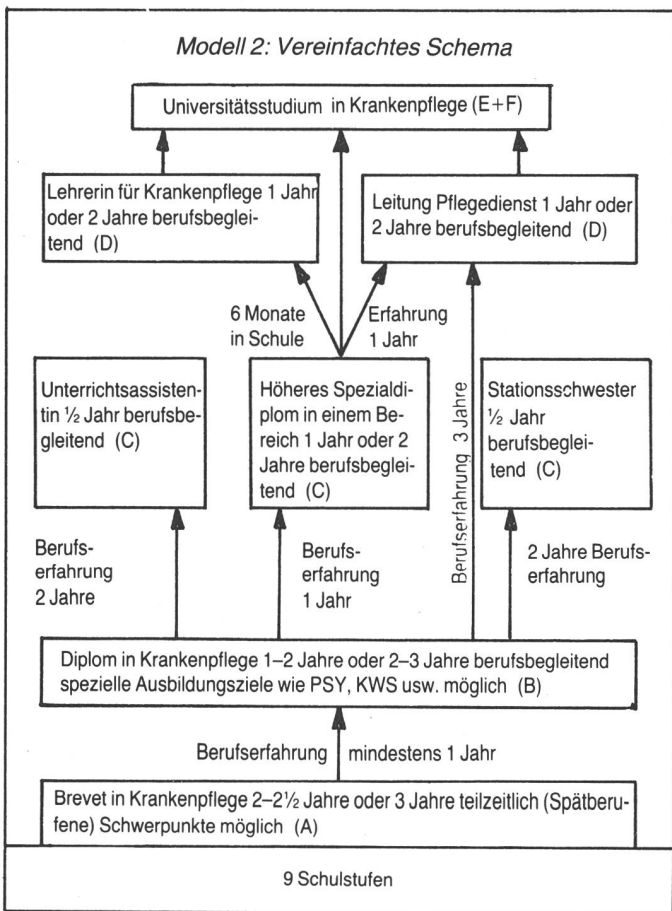 Modell 2: Vereinfachtes Schema
Universitätsstudium in Krankenpflege (E+F)
Lehrerin für Krankenpflege 1 Jahr
oder 2 Jahre berufsbeglei-
tend (D)
Leitung Pflegedienst 1 Jahr oder
2 Jahre berufsbegleitend (D)
6 Monate
in Schule
Erfahrung
1 Jahr
Unterrichtsassisten-
tin ½ Jahr berufsbe-
gleitend (C)
Höheres Spezialdi-
plom in einem Be-
reich 1 Jahr oder 2
Jahre berufsbeglei-
tend (C)
Berufserfahrung 3 Jahre
Stationsschwester
½ Jahr
berufsbeglei-
tend (C)
Berufs-
erfahrung
2 Jahre
Berufs-
erfahrung
1 Jahr
2 Jahre Berufs-
erfahrung
Diplom in Krankenpflege 1–2 Jahre oder 2–3 Jahre berufsbegleitend
spezielle Ausbildungsziele wie PSY, KWS usw. möglich (B)
Berufserfahrung mindestens 1 Jahr
Brevet in Krankenpflege 2–2½ Jahre oder 3 Jahre teilzeitlich (Spätberu-
fene) Schwerpunkte möglich (A)
9 Schulstufen